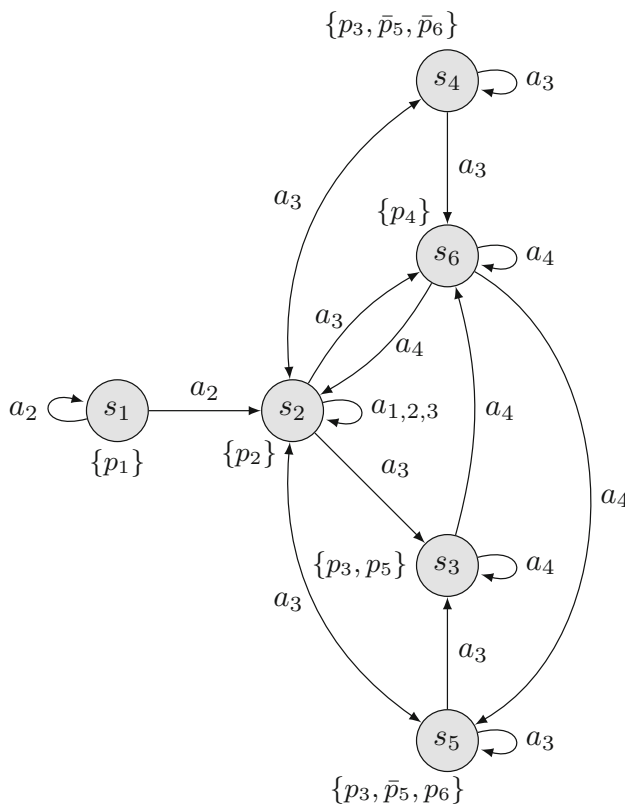 {p₃, p̄₅, p̄₆}
s₄ a₃
a₃
a₃
{p₄}
s₆ a₄
a₃
a₄
a₂ s₁ a₂ s₂ a₁,₂,₃
{p₁}
{p₂}
a₄
a₃
a₄
{p₃, p₅} s₃ a₄
a₃
a₃
s₅ a₃
{p₃, p̄₅, p₆}